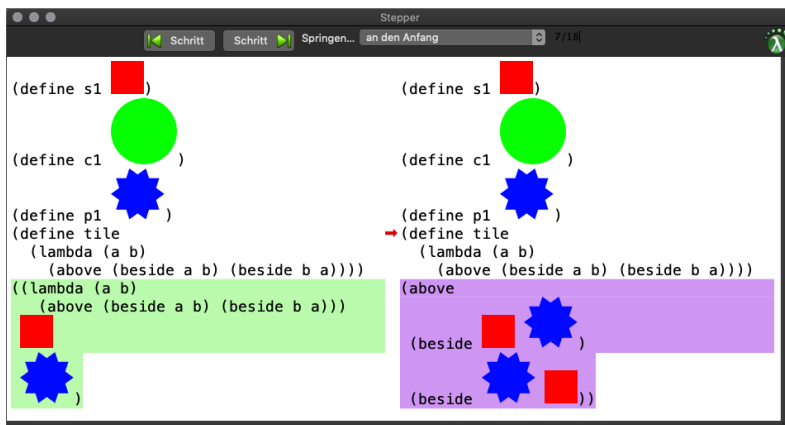 Stepper
Schritt Schritt Springen... an den Anfang 7/18
(define s1 )
(define c1 )
(define p1 )
(define tile
(lambda (a b)
(above (beside a b) (beside b a))))
((lambda (a b)
(above (beside a b) (beside b a)))
)
(define s1 )
(define c1 )
(define p1 )
(define tile
(lambda (a b)
(above (beside a b) (beside b a))))
(above
(beside )
(beside ))